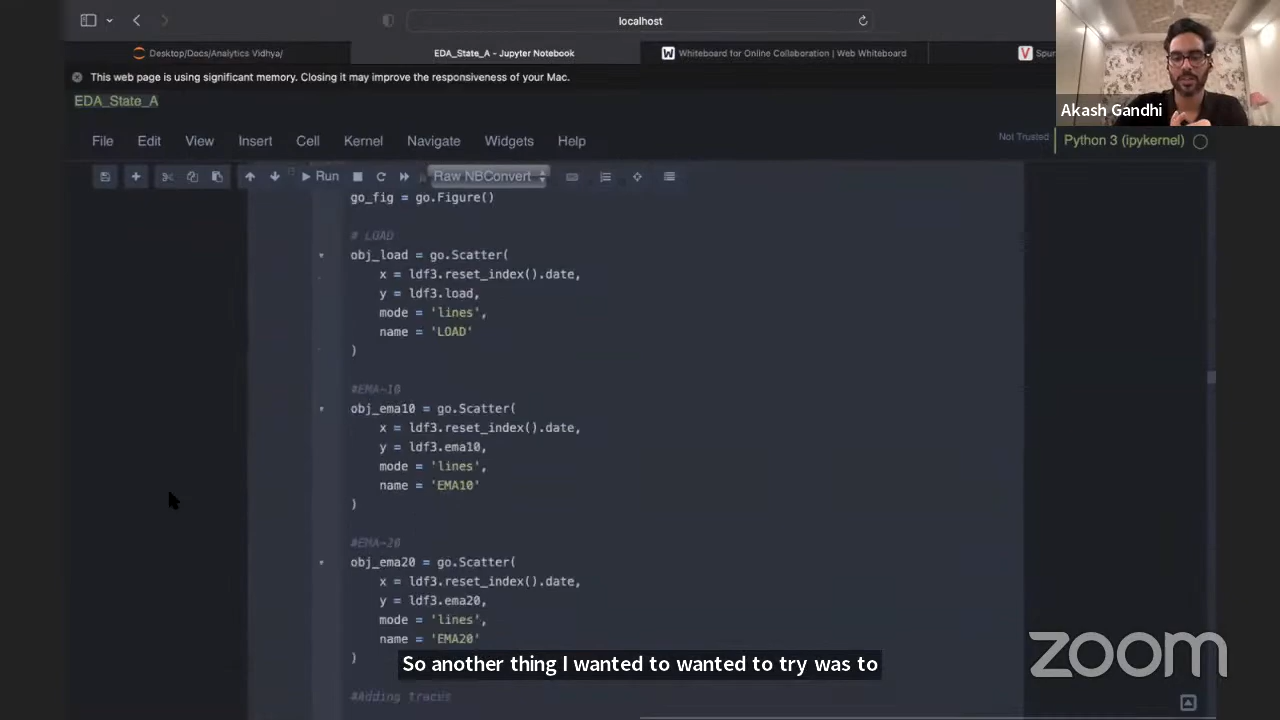 localhost
Desktop/Docs/Analytics Vidhya/
EDA_State_A - Jupyter Notebook
Whiteboard for Online Collaboration | Web Whiteboard
Spur
This web page is using significant memory. Closing it may improve the responsiveness of your Mac.
EDA_State_A
Akash Gandhi
File Edit View Insert Cell Kernel Navigate Widgets Help
Not Trusted
Python 3 (ipykernel)
Run
Raw NBConvert
go_fig = go.Figure()
# LOAD
obj_load = go.Scatter(
x = ldf3.reset_index().date,
y = ldf3.load,
mode = 'lines',
name = 'LOAD'
)
#EMA-10
obj_ema10 = go.Scatter(
x = ldf3.reset_index().date,
y = ldf3.ema10,
mode = 'lines',
name = 'EMA10'
)
#EMA-20
obj_ema20 = go.Scatter(
x = ldf3.reset_index().date,
y = ldf3.ema20,
mode = 'lines',
name = 'EMA20'
)
So another thing I wanted to wanted to try was to
#Adding traces
zoom